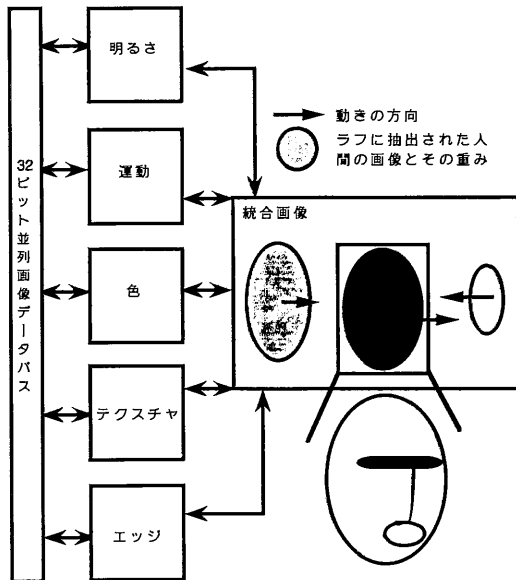 明るさ
運動
色
テクスチャ
エッジ
32ビット並列画像データバス
動きの方向
ラフに抽出された人
間の画像とその重み
統合画像